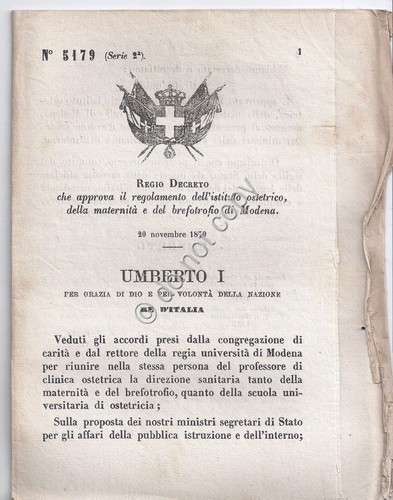 N° 5179 (Serie 2ª).
1
REGIO DECRETO
che approva il regolamento dell'istituto ostetrico,
della maternità e del brefotrofio di Modena.
20 novembre 1879
UMBERTO I
PER GRAZIA DI DIO E PER VOLONTÀ DELLA NAZIONE
RE D'ITALIA
Veduti gli accordi presi dalla congregazione di
carità e dal rettore della regia università di Modena
per riunire nella stessa persona del professore di
clinica ostetrica la direzione sanitaria tanto della
maternità e del brefotrofio, quanto della scuola uni-
versitaria di ostetricia;
Sulla proposta dei nostri ministri segretari di Stato
per gli affari della pubblica istruzione e dell'interno;
do not copy